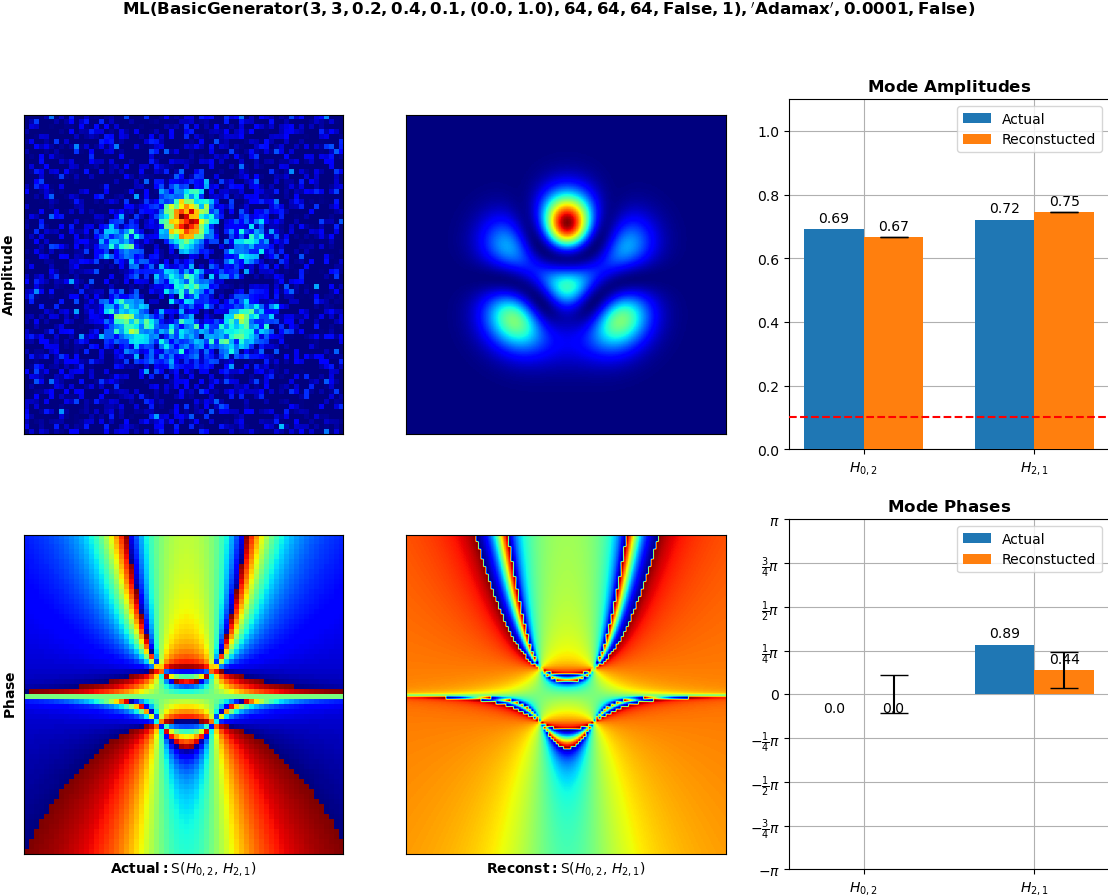 ML(BasicGenerator(3, 3, 0.2, 0.4, 0.1, (0.0, 1.0), 64, 64, 64, False, 1), ′Adamax′, 0.0001, False)
Mode Amplitudes
Actual
Reconstucted
1.0
0.8
0.6
0.4
0.2
0.0
0.69
0.67
0.72
0.75
H0, 2
H2, 1
Amplitude
Mode Phases
Actual
Reconstucted
π
3/4π
1/2π
1/4π
0
−1/4π
−1/2π
−3/4π
−π
0.0
0.0
0.89
0.44
H0, 2
H2, 1
Phase
Actual: S(H0, 2, H2, 1)
Reconst: S(H0, 2, H2, 1)